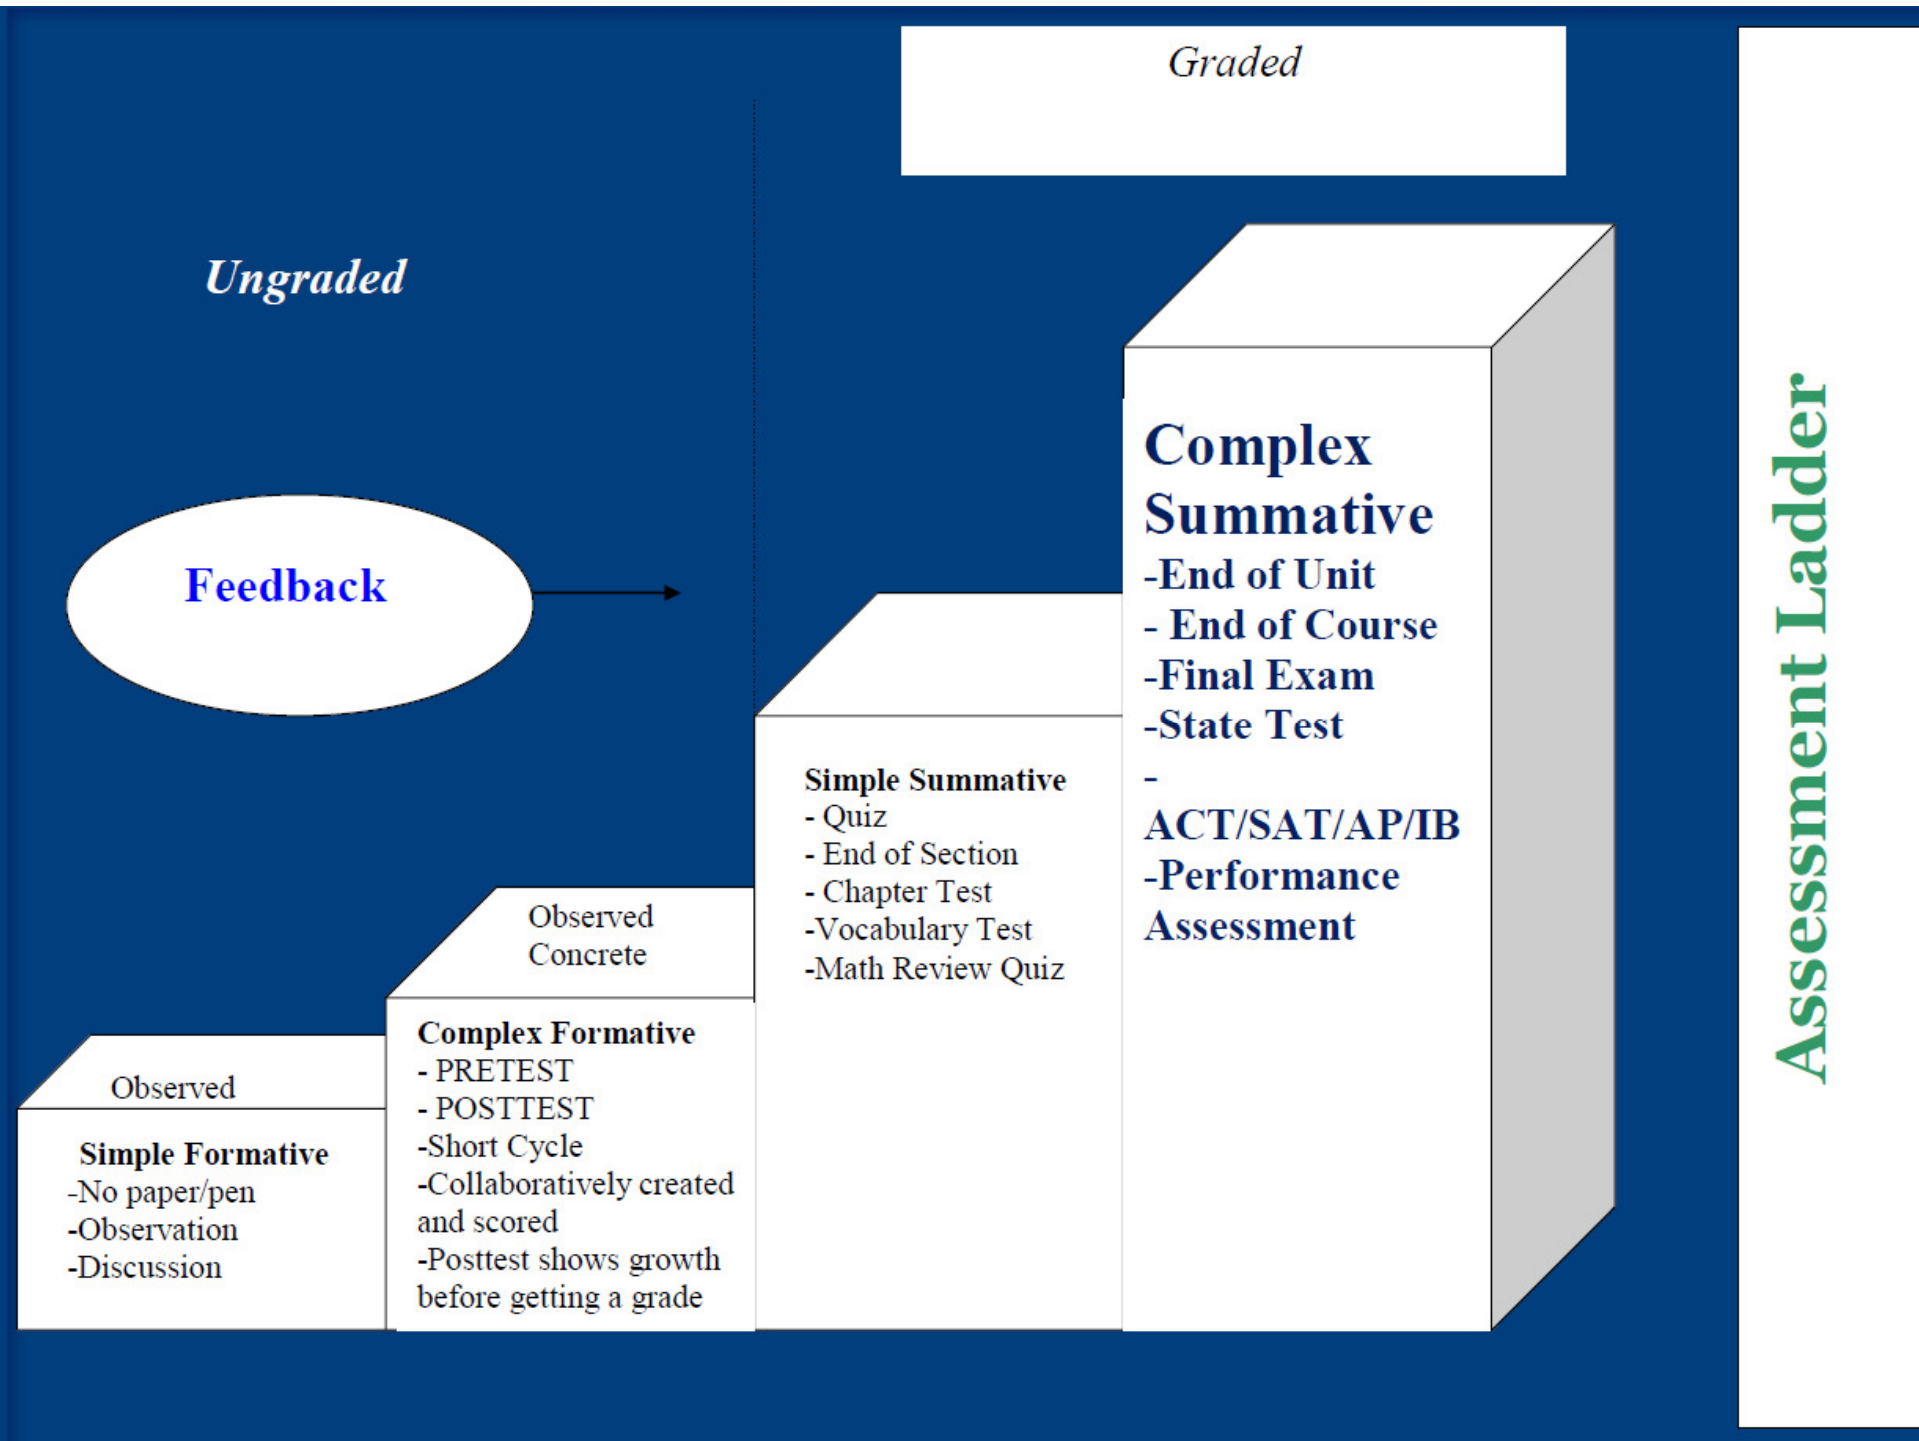 Graded
Ungraded
Feedback
Observed
Simple Formative
-No paper/pen
-Observation
-Discussion
Observed
Concrete
Complex Formative
- PRETEST
- POSTTEST
-Short Cycle
-Collaboratively created
and scored
-Posttest shows growth
before getting a grade
Simple Summative
- Quiz
- End of Section
- Chapter Test
-Vocabulary Test
-Math Review Quiz
Complex
Summative
-End of Unit
- End of Course
-Final Exam
-State Test
-
ACT/SAT/AP/IB
-Performance
Assessment
Assessment Ladder